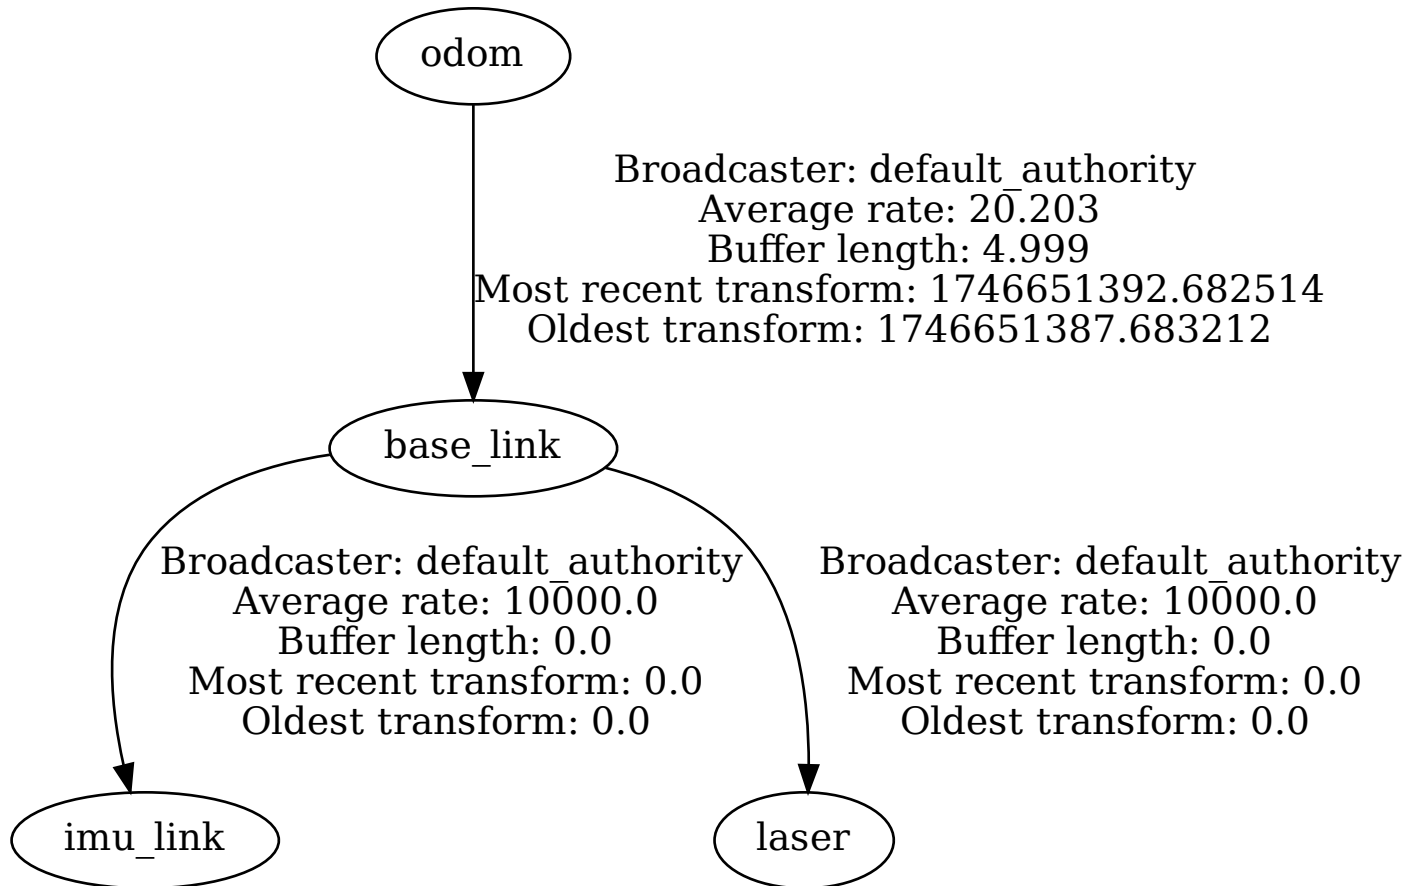 odom
Broadcaster: default_authority
Average rate: 20.203
Buffer length: 4.999
Most recent transform: 1746651392.682514
Oldest transform: 1746651387.683212
base_link
Broadcaster: default_authority
Average rate: 10000.0
Buffer length: 0.0
Most recent transform: 0.0
Oldest transform: 0.0
Broadcaster: default_authority
Average rate: 10000.0
Buffer length: 0.0
Most recent transform: 0.0
Oldest transform: 0.0
imu_link
laser